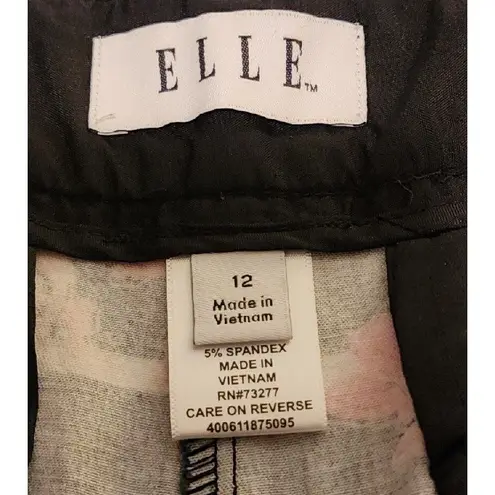 ELLE™
12
Made in
Vietnam
5% SPANDEX
MADE IN
VIETNAM
RN#73277
CARE ON REVERSE
400611875095